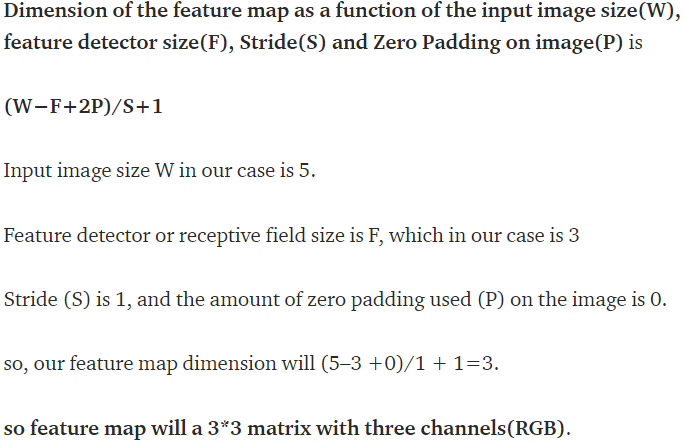 Dimension of the feature map as a function of the input image size(W),
feature detector size(F), Stride(S) and Zero Padding on image(P) is
(W−F+2P)/S+1
Input image size W in our case is 5.
Feature detector or receptive field size is F, which in our case is 3
Stride (S) is 1, and the amount of zero padding used (P) on the image is 0.
so, our feature map dimension will (5–3 +0)/1 + 1=3.
so feature map will a 3*3 matrix with three channels(RGB).